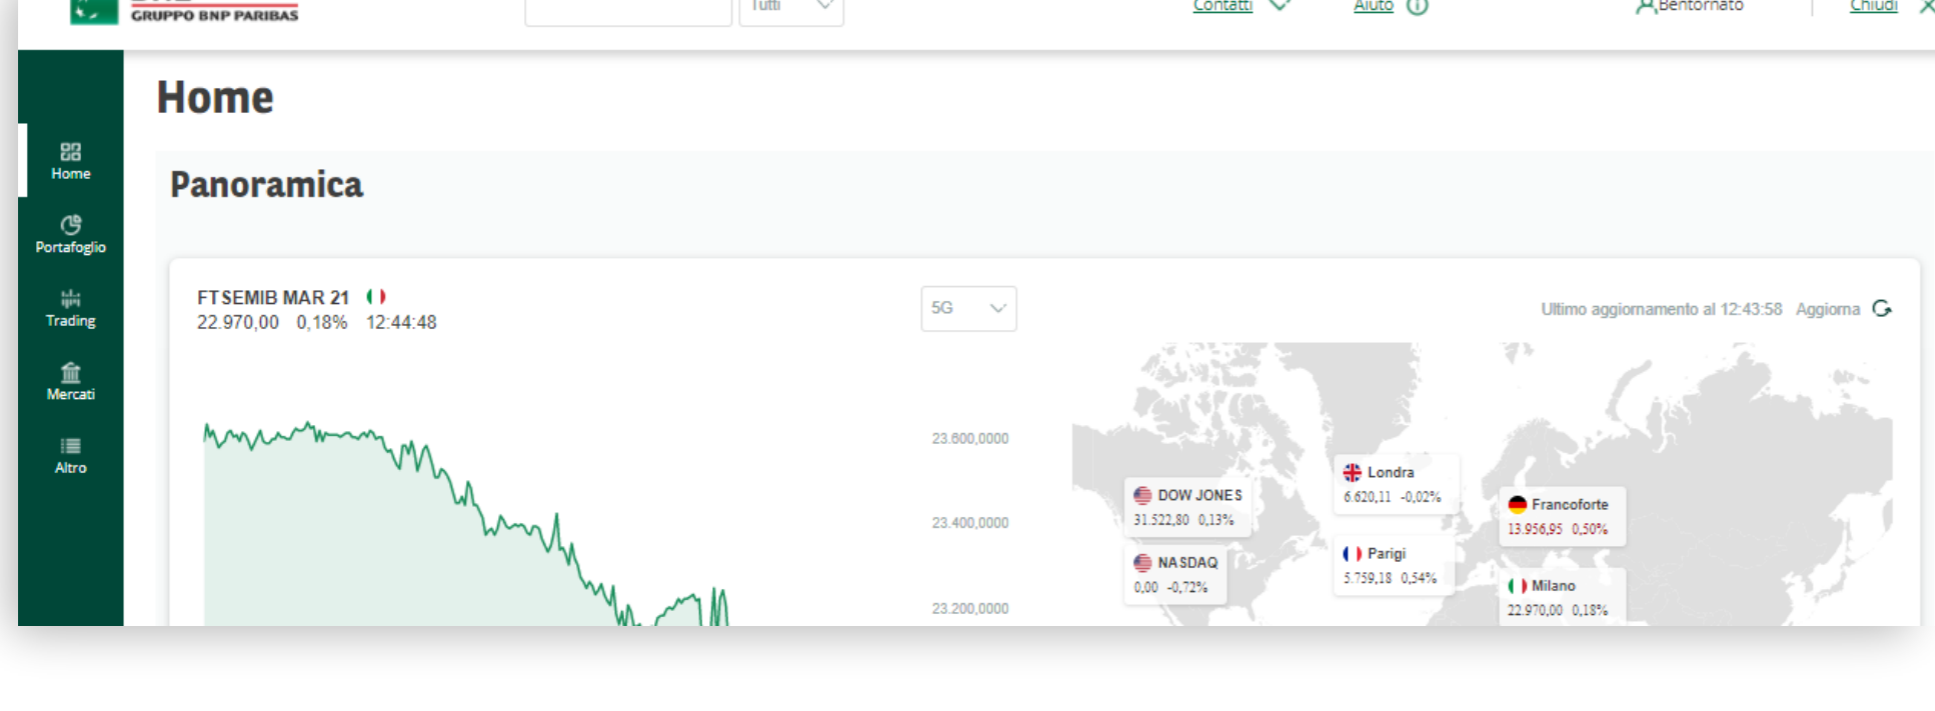 GRUPPO BNP PARIBAS
Tutti
Contatti
Aiuto
Bentornato
Chiudi
Home
Home
Portafoglio
Trading
Mercati
Altro
Panoramica
FTSEMIB MAR 21
22.970,00 0,18% 12:44:48
5G
Ultimo aggiornamento al 12:43:58 Aggiorna
23.600,0000
23.400,0000
23.200,0000
DOW JONES
31.522,80 0,13%
NASDAQ
0,00 -0,72%
Londra
6.620,11 -0,02%
Parigi
5.759,18 0,54%
Francoforte
13.956,95 0,50%
Milano
22.970,00 0,18%